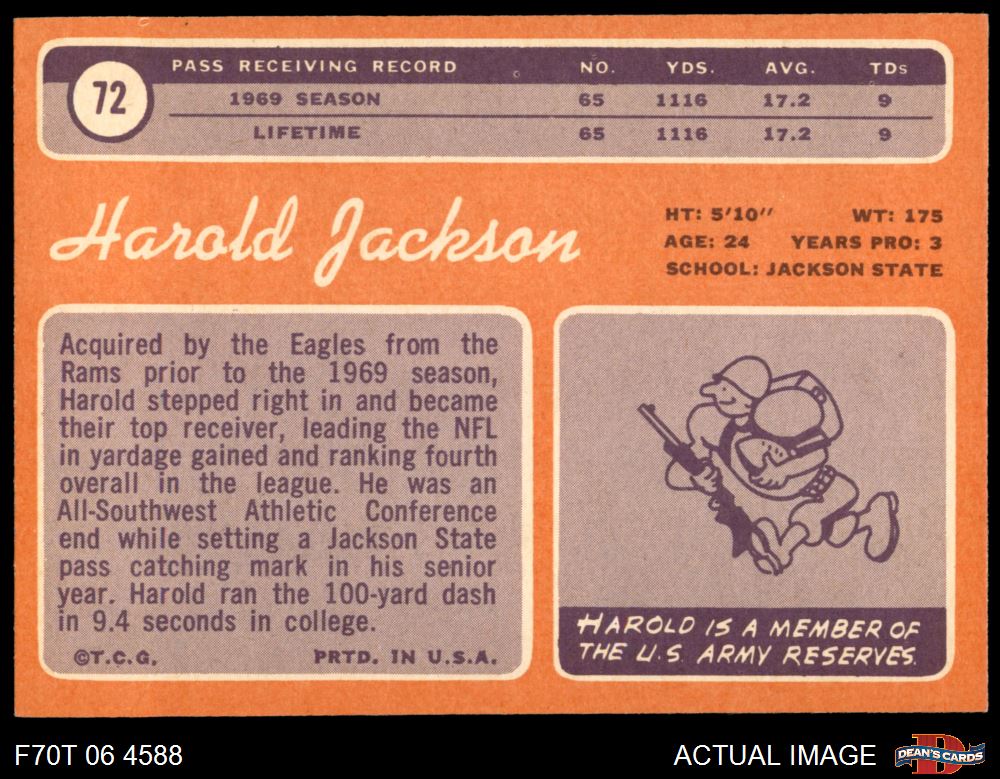 72
PASS RECEIVING RECORD NO. YDS. AVG. TDs
1969 SEASON 65 1116 17.2 9
LIFETIME 65 1116 17.2 9
Harold Jackson
HT: 5'10" WT: 175
AGE: 24 YEARS PRO: 3
SCHOOL: JACKSON STATE
Acquired by the Eagles from the
Rams prior to the 1969 season,
Harold stepped right in and became
their top receiver, leading the NFL
in yardage gained and ranking fourth
overall in the league. He was an
All-Southwest Athletic Conference
end while setting a Jackson State
pass catching mark in his senior
year. Harold ran the 100-yard dash
in 9.4 seconds in college.
©T.C.G. PRTD. IN U.S.A.
HAROLD IS A MEMBER OF
THE U.S. ARMY RESERVES.
F70T 06 4588 ACTUAL IMAGE
D
DEAN'S CARDS